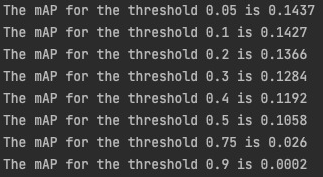 The mAP for the threshold 0.05 is 0.1437
The mAP for the threshold 0.1 is 0.1427
The mAP for the threshold 0.2 is 0.1366
The mAP for the threshold 0.3 is 0.1284
The mAP for the threshold 0.4 is 0.1192
The mAP for the threshold 0.5 is 0.1058
The mAP for the threshold 0.75 is 0.026
The mAP for the threshold 0.9 is 0.0002